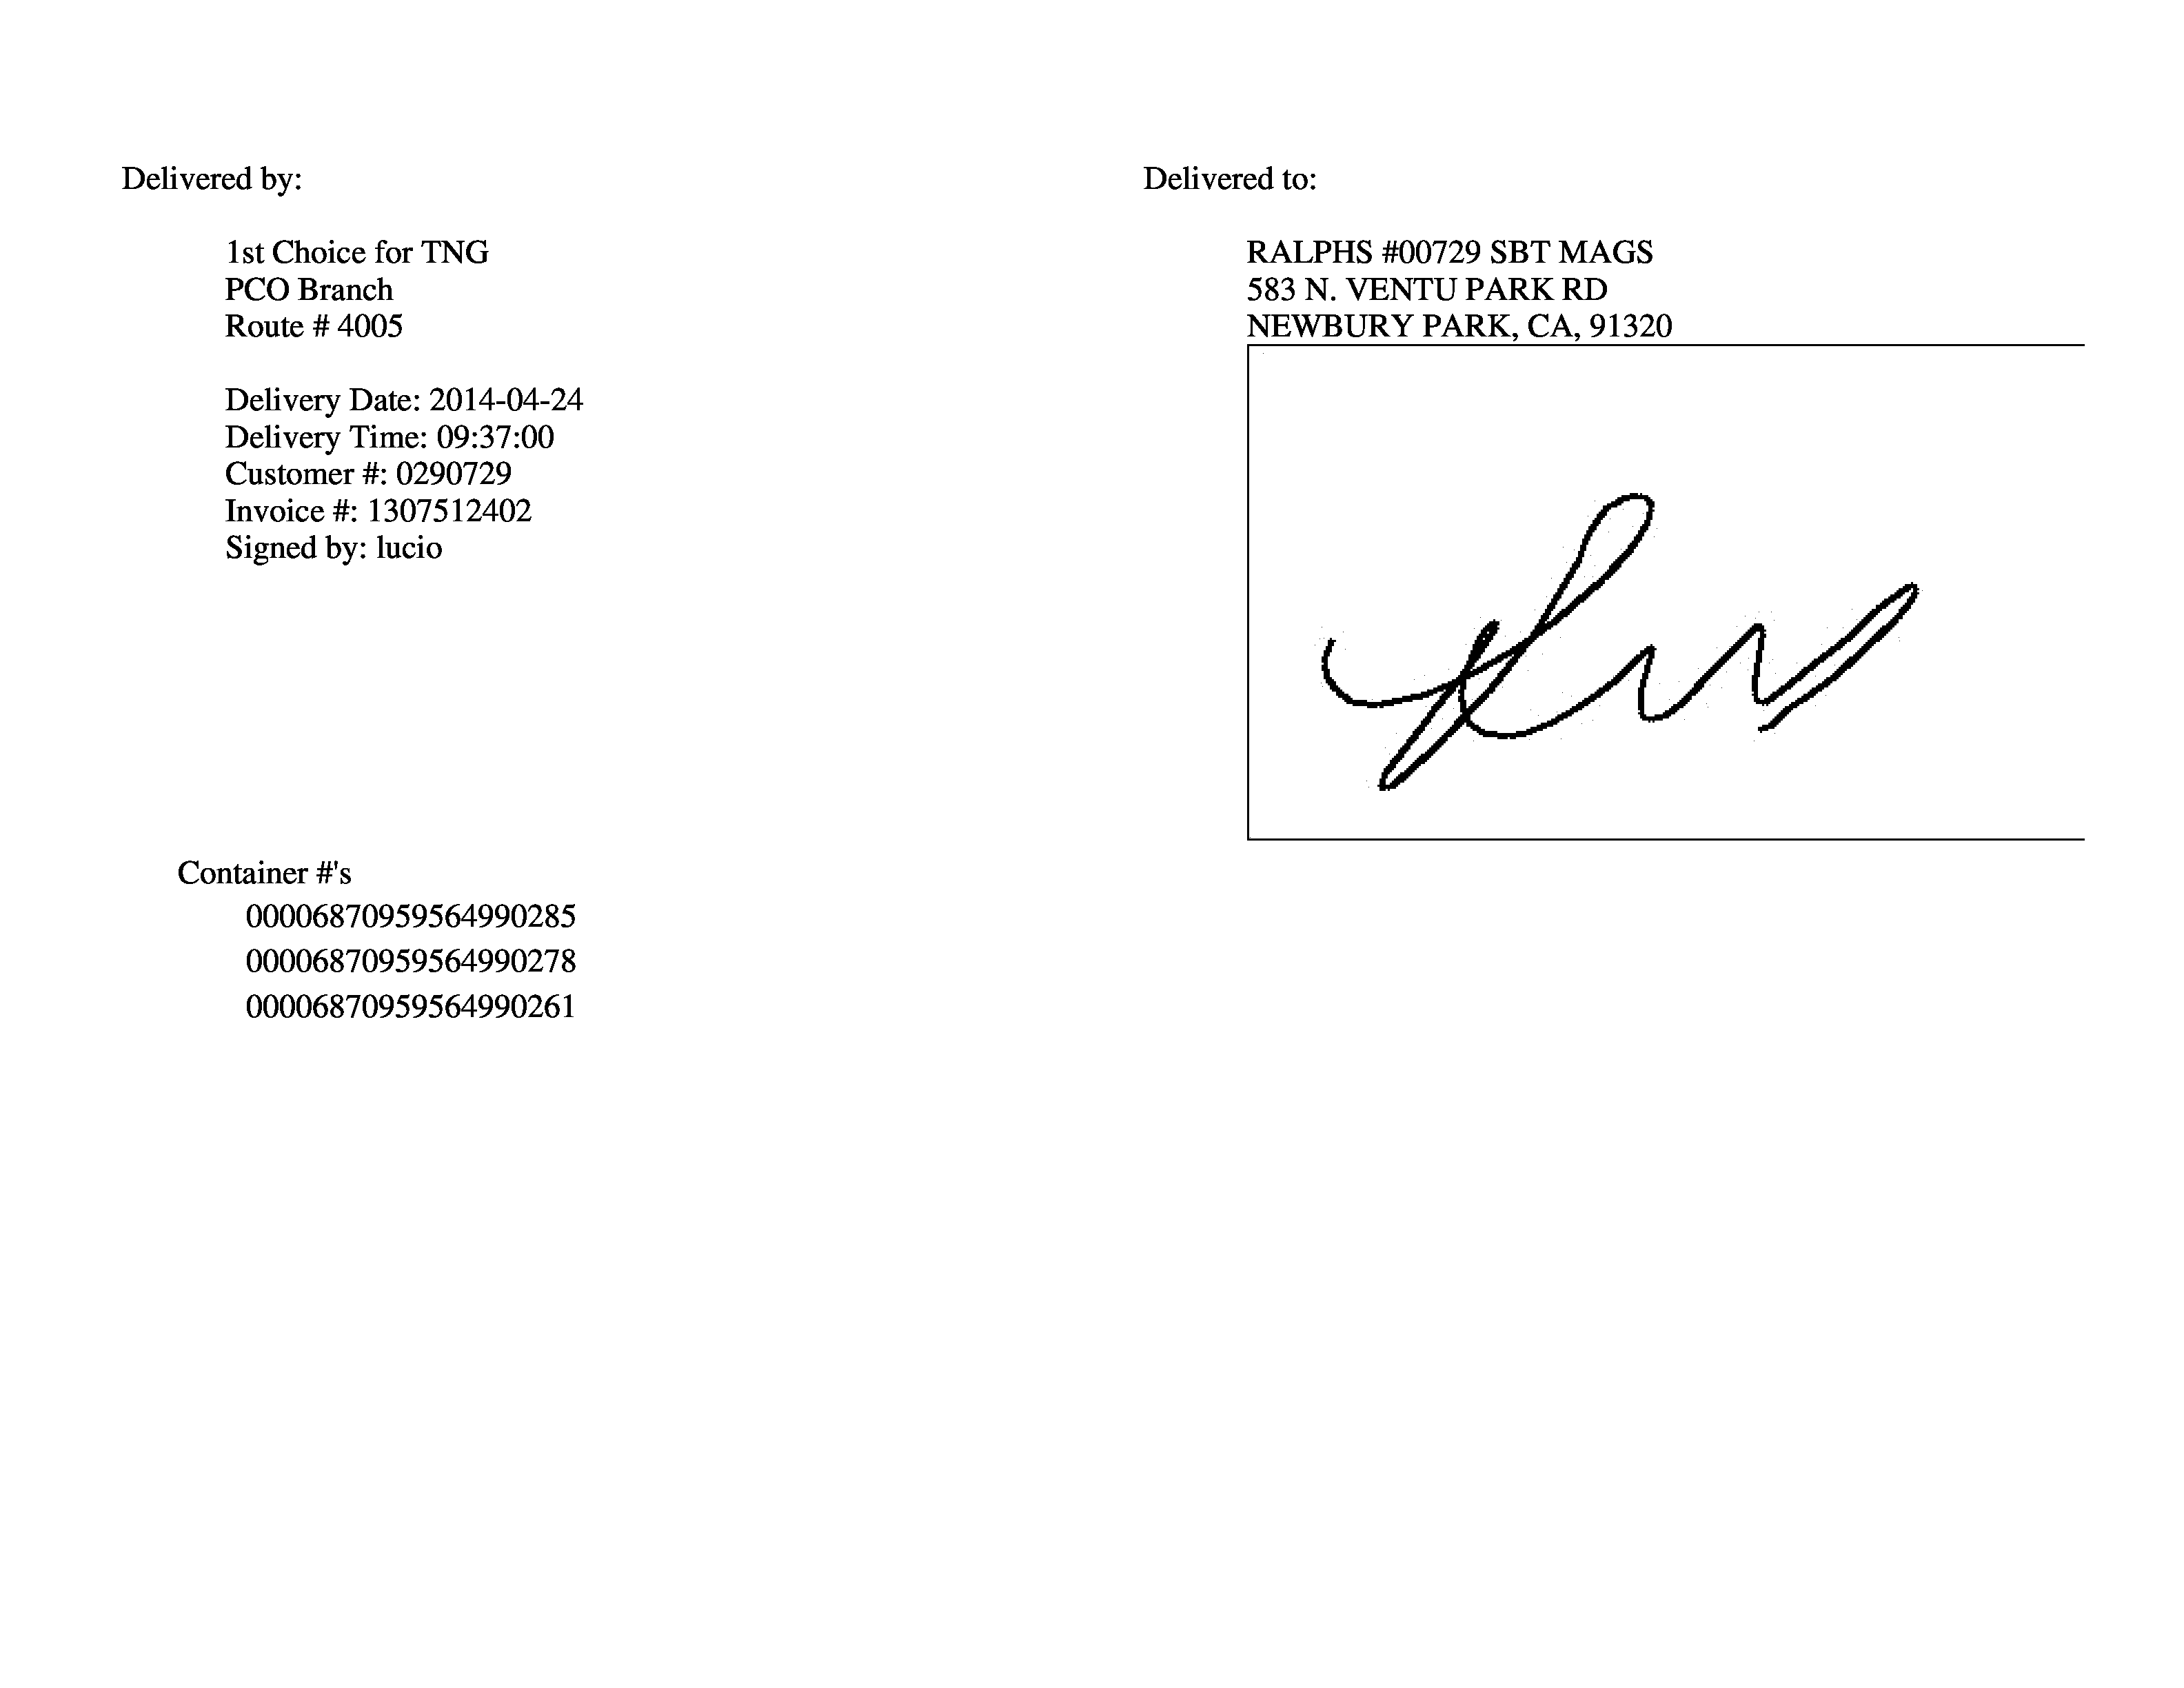 Delivered by:
1st Choice for TNG
PCO Branch
Route # 4005
Delivery Date: 2014-04-24
Delivery Time: 09:37:00
Customer #: 0290729
Invoice #: 1307512402
Signed by: lucio
Delivered to:
RALPHS #00729 SBT MAGS
583 N. VENTU PARK RD
NEWBURY PARK, CA, 91320
Container #'s
00006870959564990285
00006870959564990278
00006870959564990261